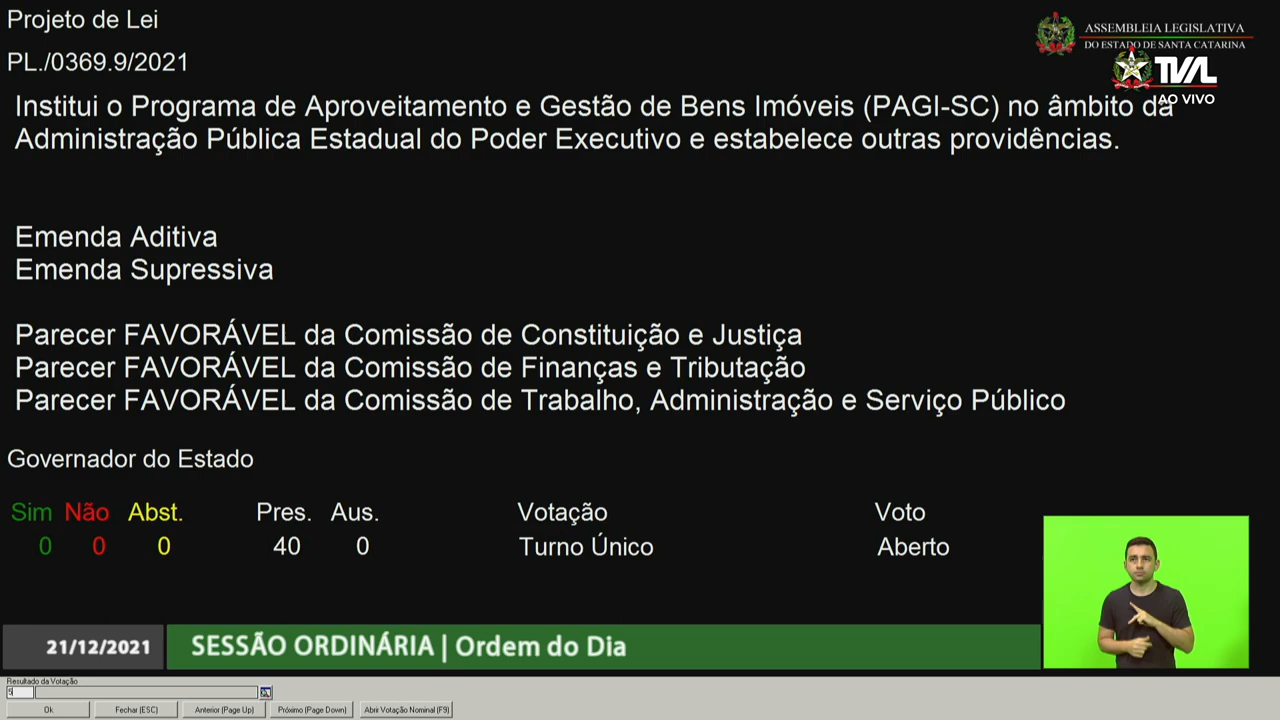 Projeto de Lei
ASSEMBLEIA LEGISLATIVA
DO ESTADO DE SANTA CATARINA
PL./0369.9/2021
TVAL
AO VIVO
Institui o Programa de Aproveitamento e Gestão de Bens Imóveis (PAGI-SC) no âmbito da
Administração Pública Estadual do Poder Executivo e estabelece outras providências.
Emenda Aditiva
Emenda Supressiva
Parecer FAVORÁVEL da Comissão de Constituição e Justiça
Parecer FAVORÁVEL da Comissão de Finanças e Tributação
Parecer FAVORÁVEL da Comissão de Trabalho, Administração e Serviço Público
Governador do Estado
Sim Não Abst. Pres. Aus. Votação Voto
0 0 0 40 0 Turno Único Aberto
21/12/2021 SESSÃO ORDINÁRIA | Ordem do Dia
Resultado da Votação
Ok Fechar (ESC) Anterior (Page Up) Próximo (Page Down) Abrir Votação Nominal (F9)